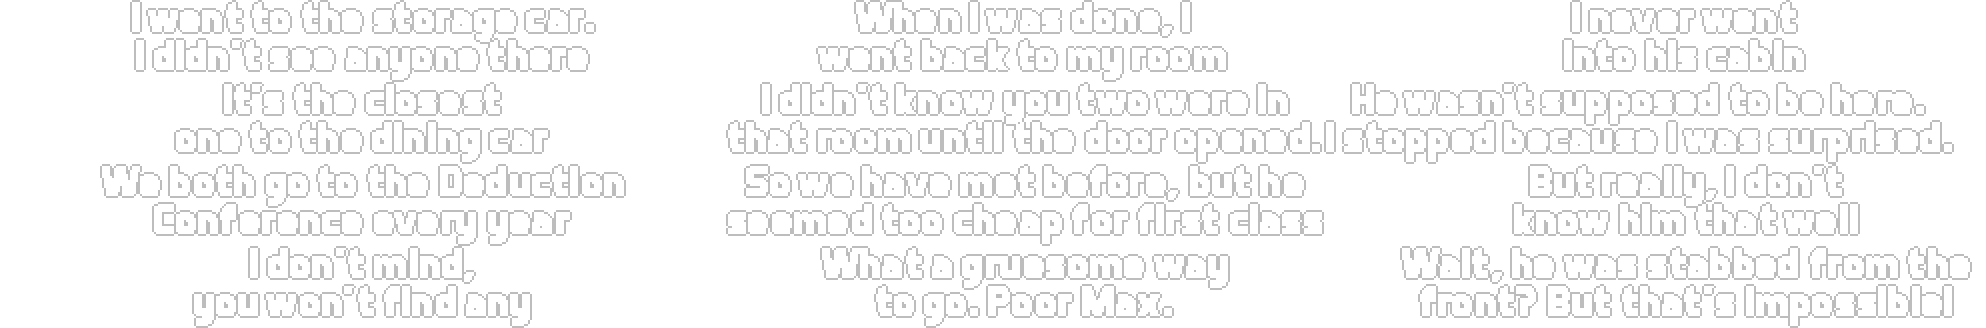 I went to the storage car.
I didn't see anyone there
It's the closest
one to the dining car
We both go to the Deduction
Conference every year
I don't mind,
you won't find any
When I was done, I
went back to my room
I didn't know you two were in
that room until the door opened.
So we have met before, but he
seemed too cheap for first class
What a gruesome way
to go. Poor Max.
I never went
into his cabin
He wasn't supposed to be here.
I stopped because I was surprised.
But really, I don't
know him that well
Wait, he was stabbed from the
front? But that's impossible!